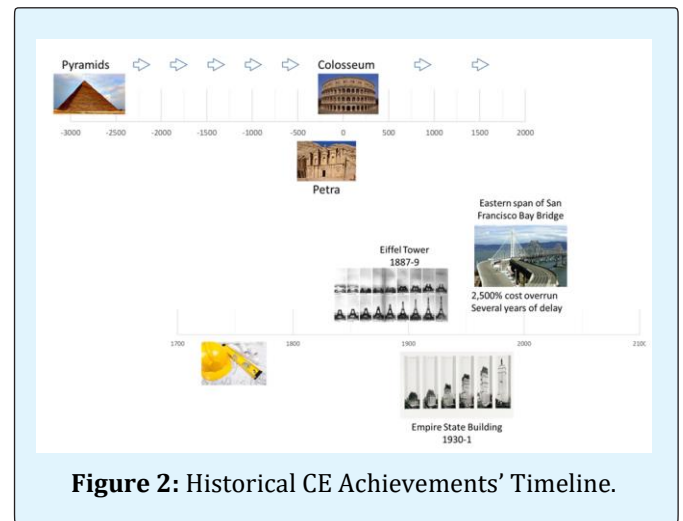 Pyramids
Colosseum
-3000 -2500 -2000 -1500 -1000 -500 0 500 1000 1500 2000
Petra
Eastern span of San
Francisco Bay Bridge
Eiffel Tower
1887-9
2,500% cost overrun
Several years of delay
1700 1800 1900 2000 2100
Empire State Building
1930-1
Figure 2: Historical CE Achievements’ Timeline.